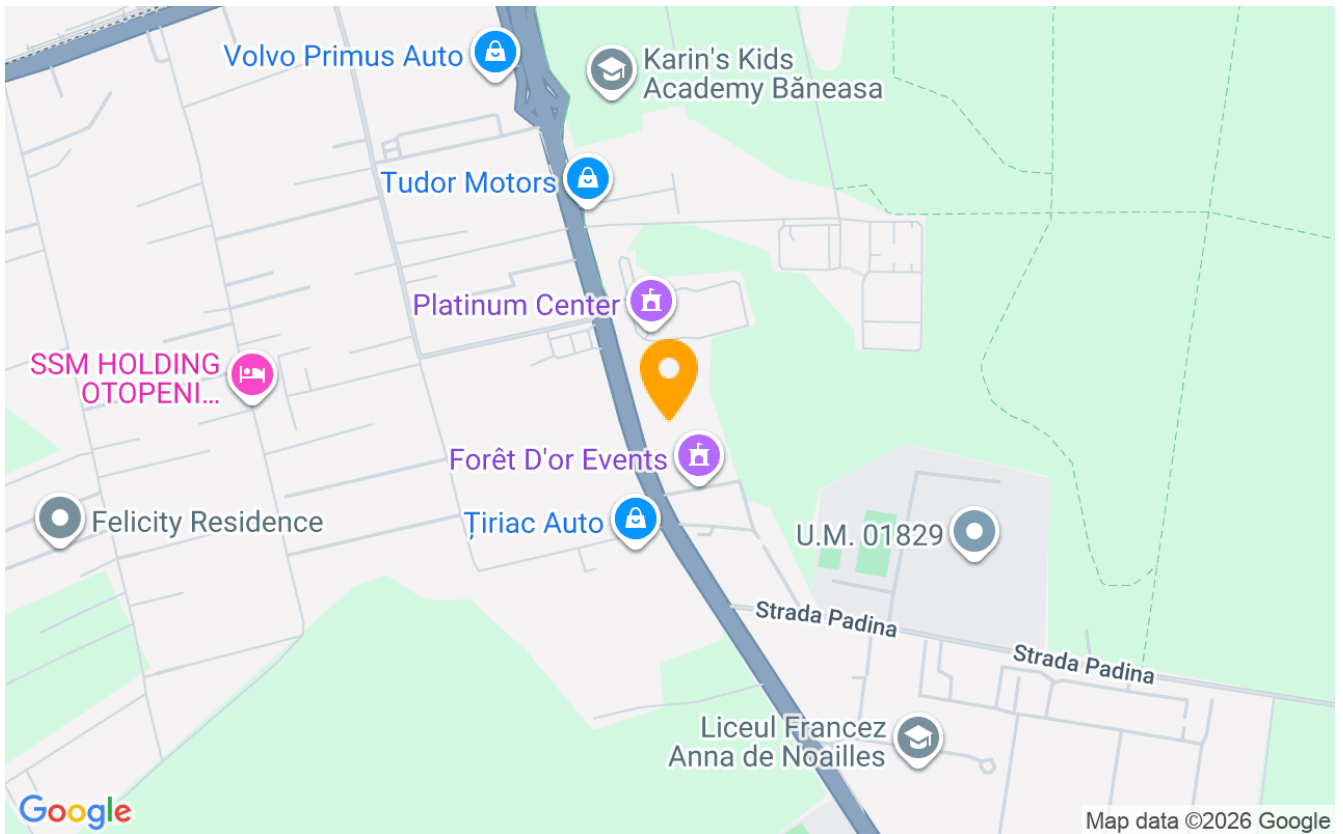 Volvo Primus Auto
Karin's Kids
Academy Băneasa
Tudor Motors
Platinum Center
SSM HOLDING
OTOPENI...
Forêt D'or Events
Felicity Residence
Țiriac Auto
U.M. 01829
Strada Padina
Strada Padina
Liceul Francez
Anna de Noailles
Google
Map data ©2026 Google